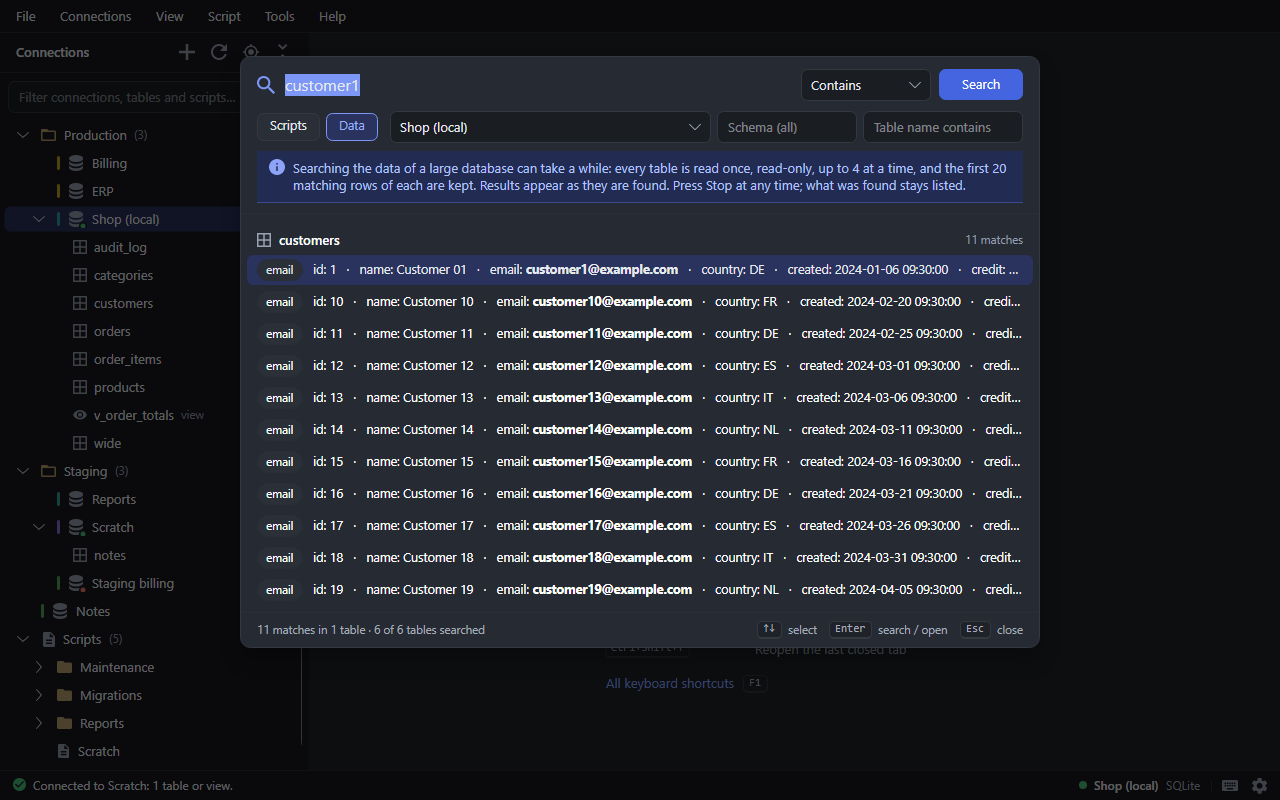 File Connections View Script Tools Help
Connections
Filter connections, tables and scripts...
Production (3)
Billing
ERP
Shop (local)
audit_log
categories
customers
orders
order_items
products
v_order_totals view
wide
Staging (3)
Reports
Scratch
notes
Staging billing
Notes
Scripts (5)
Maintenance
Migrations
Reports
Scratch
customer1 Contains Search
Scripts Data Shop (local) Schema (all) Table name contains
Searching the data of a large database can take a while: every table is read once, read-only, up to 4 at a time, and the first 20
matching rows of each are kept. Results appear as they are found. Press Stop at any time; what was found stays listed.
customers 11 matches
email id: 1 · name: Customer 01 · email: customer1@example.com · country: DE · created: 2024-01-06 09:30:00 · credit: ...
email id: 10 · name: Customer 10 · email: customer10@example.com · country: FR · created: 2024-02-20 09:30:00 · credi...
email id: 11 · name: Customer 11 · email: customer11@example.com · country: DE · created: 2024-02-25 09:30:00 · credi...
email id: 12 · name: Customer 12 · email: customer12@example.com · country: ES · created: 2024-03-01 09:30:00 · credi...
email id: 13 · name: Customer 13 · email: customer13@example.com · country: IT · created: 2024-03-06 09:30:00 · credit...
email id: 14 · name: Customer 14 · email: customer14@example.com · country: NL · created: 2024-03-11 09:30:00 · credi...
email id: 15 · name: Customer 15 · email: customer15@example.com · country: FR · created: 2024-03-16 09:30:00 · credi...
email id: 16 · name: Customer 16 · email: customer16@example.com · country: DE · created: 2024-03-21 09:30:00 · credi...
email id: 17 · name: Customer 17 · email: customer17@example.com · country: ES · created: 2024-03-26 09:30:00 · credi...
email id: 18 · name: Customer 18 · email: customer18@example.com · country: IT · created: 2024-03-31 09:30:00 · credit...
email id: 19 · name: Customer 19 · email: customer19@example.com · country: NL · created: 2024-04-05 09:30:00 · credi...
11 matches in 1 table · 6 of 6 tables searched ↑↓ select Enter search / open Esc close
Reopen the last closed tab
All keyboard shortcuts F1
Connected to Scratch: 1 table or view. Shop (local) SQLite